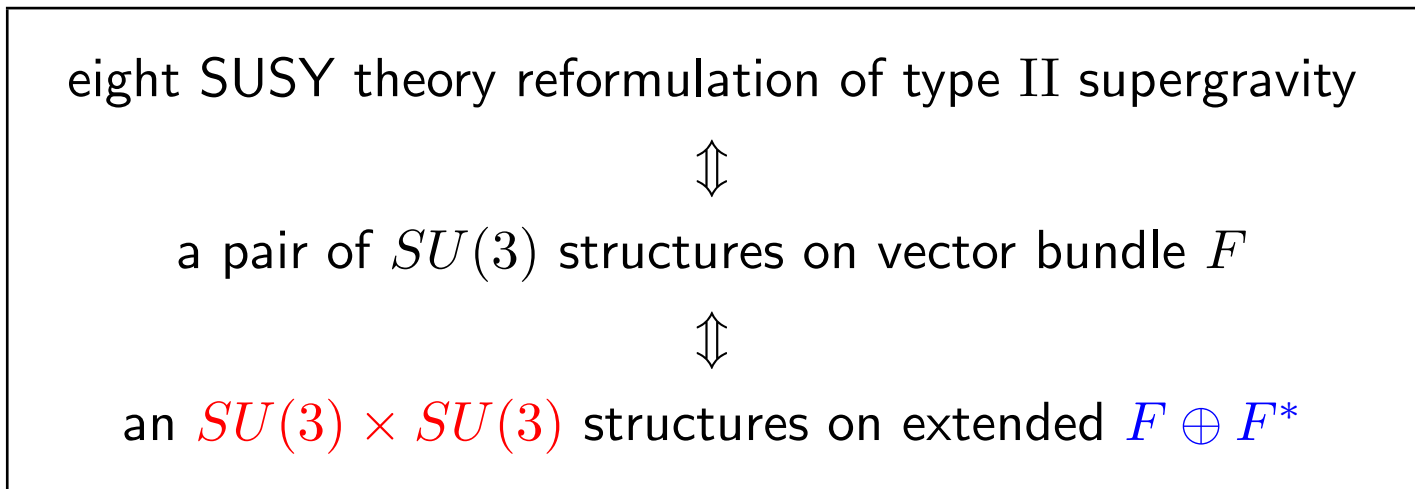 eight SUSY theory reformulation of type II supergravity
⇕
a pair of SU(3) structures on vector bundle F
⇕
an SU(3) × SU(3) structures on extended F ⊕ F*